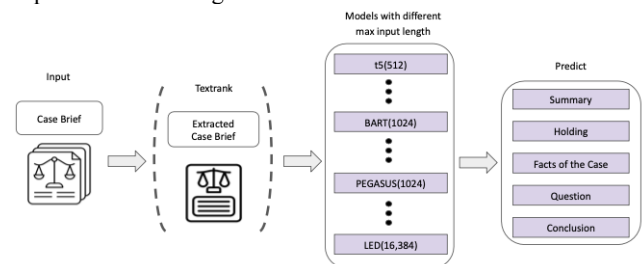 Models with different
max input length
Input
Case Brief
Textrank
Extracted
Case Brief
t5(512)
BART(1024)
PEGASUS(1024)
LED(16,384)
Predict
Summary
Holding
Facts of the Case
Question
Conclusion